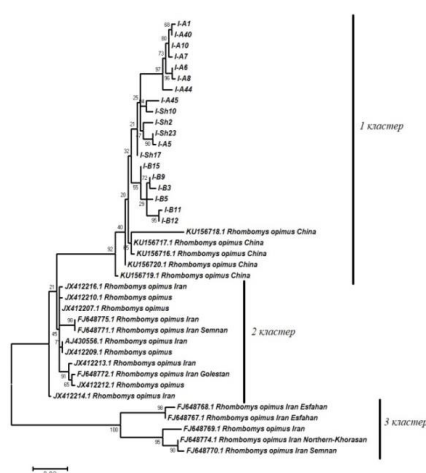 I-A1
I-A40
I-A10
I-A7
I-A6
I-A8
I-A44
I-A45
I-Sh10
I-Sh2
I-Sh23
I-A5
I-Sh17
I-B15
I-B9
I-B3
I-B5
I-B11
I-B12
KU156718.1 Rhombomys opimus China
KU156717.1 Rhombomys opimus China
KU156716.1 Rhombomys opimus China
KU156720.1 Rhombomys opimus China
KU156719.1 Rhombomys opimus China
1 кластер
JX412216.1 Rhombomys opimus Iran
JX412210.1 Rhombomys opimus
JX412207.1 Rhombomys opimus
FJ648775.1 Rhombomys opimus Iran
FJ648771.1 Rhombomys opimus Iran Semnan
AJ430556.1 Rhombomys opimus Iran
JX412209.1 Rhombomys opimus
JX412213.1 Rhombomys opimus Iran
FJ648772.1 Rhombomys opimus Iran Golestan
JX412212.1 Rhombomys opimus
JX412214.1 Rhombomys opimus Iran
2 кластер
FJ648768.1 Rhombomys opimus Iran Esfahan
FJ648767.1 Rhombomys opimus Iran Esfahan
FJ648769.1 Rhombomys opimus Iran
FJ648774.1 Rhombomys opimus Iran Northern-Khorasan
FJ648770.1 Rhombomys opimus Iran Semnan
3 кластер
100